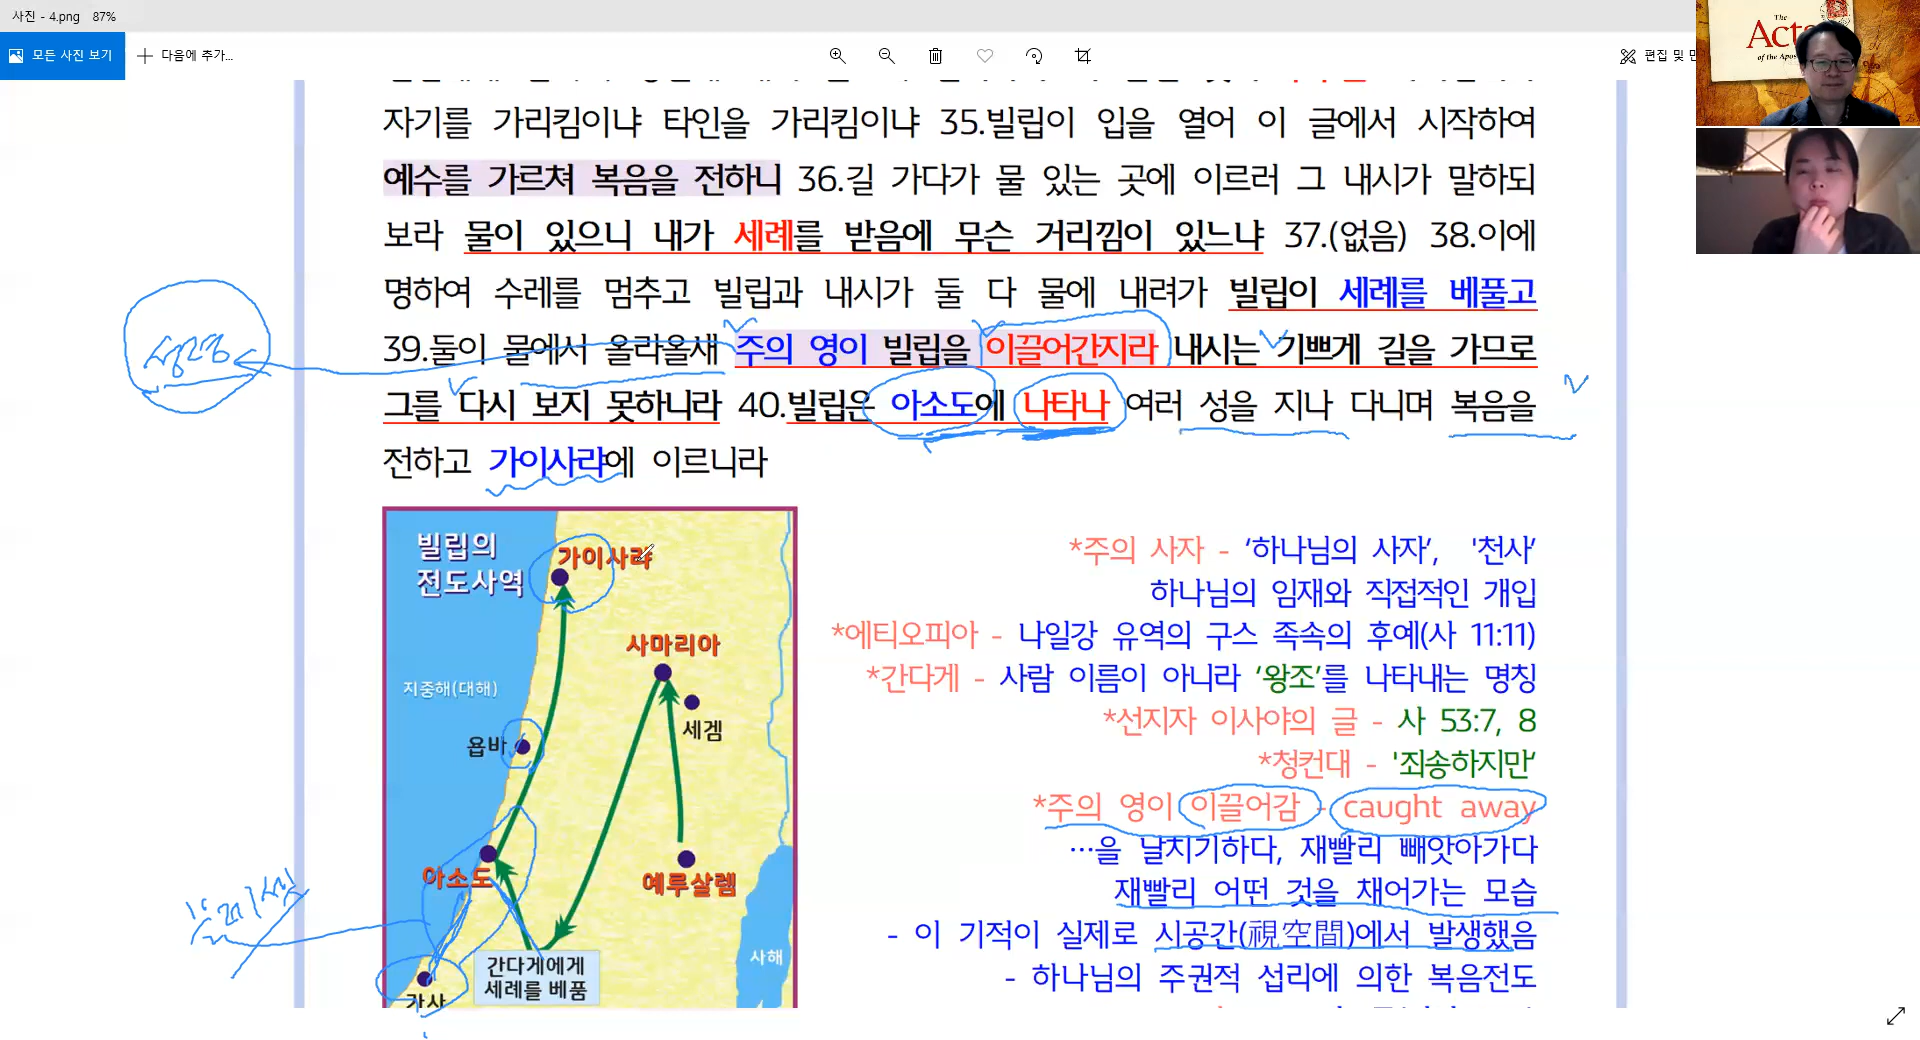 사진 - 4.png 87%
모든 사진 보기
다음에 추가...
편집 및
The
Acts
of the Apos
자기를 가리킴이냐 타인을 가리킴이냐 35.빌립이 입을 열어 이 글에서 시작하여
예수를 가르쳐 복음을 전하니 36.길 가다가 물 있는 곳에 이르러 그 내시가 말하되
보라 물이 있으니 내가 세례를 받음에 무슨 거리낌이 있느냐 37.(없음) 38.이에
명하여 수레를 멈추고 빌립과 내시가 둘 다 물에 내려가 빌립이 세례를 베풀고
39.둘이 물에서 올라올새 주의 영이 빌립을 이끌어간지라 내시는 기쁘게 길을 가므로
그를 다시 보지 못하니라 40.빌립은 아소도에 나타나 여러 성을 지나 다니며 복음을
전하고 가이사랴에 이르니라
성령
빌립의
전도사역
가이사랴
사마리아
지중해(대해)
세겜
욥바
아소도
예루살렘
사해
간다게에게
세례를 베품
가사
*주의 사자 - ‘하나님의 사자’, '천사‘
하나님의 임재와 직접적인 개입
*에티오피아 - 나일강 유역의 구스 족속의 후예(사 11:11)
*간다게 - 사람 이름이 아니라 ‘왕조’를 나타내는 명칭
*선지자 이사야의 글 - 사 53:7, 8
*청컨대 - '죄송하지만‘
*주의 영이 이끌어감 - caught away
…을 날치기하다, 재빨리 빼앗아가다
재빨리 어떤 것을 채어가는 모습
- 이 기적이 실제로 시공간(視空間)에서 발생했음
- 하나님의 주권적 섭리에 의한 복음전도